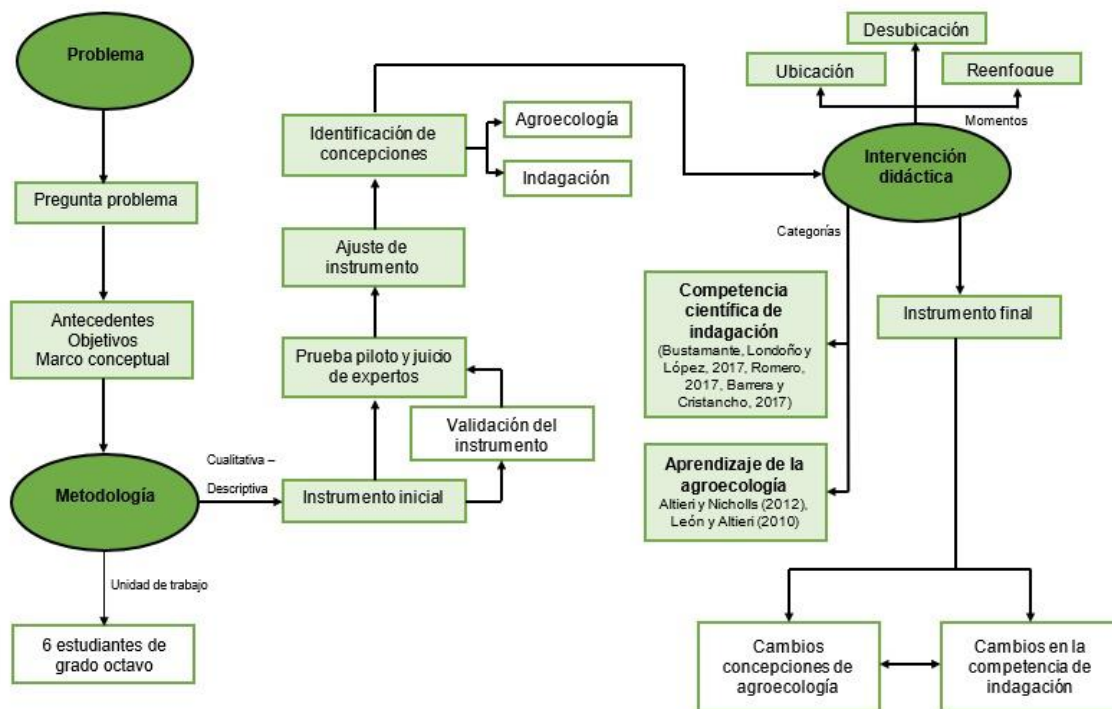 Problema
Pregunta problema
Antecedentes
Objetivos
Marco conceptual
Metodología
Unidad de trabajo
6 estudiantes de
grado octavo
Cualitativa –
Descriptiva
Instrumento inicial
Validación del
instrumento
Prueba piloto y juicio
de expertos
Ajuste de
instrumento
Identificación de
concepciones
Agroecología
Indagación
Desubicación
Ubicación
Reenfoque
Momentos
Intervención
didáctica
Categorías
Competencia
científica de
indagación
(Bustamante, Londoño y
López, 2017, Romero,
2017, Barrera y
Cristancho, 2017)
Aprendizaje de la
agroecología
Altieri y Nicholls (2012),
León y Altieri (2010)
Instrumento final
Cambios
concepciones de
agroecología
Cambios en la
competencia de
indagación